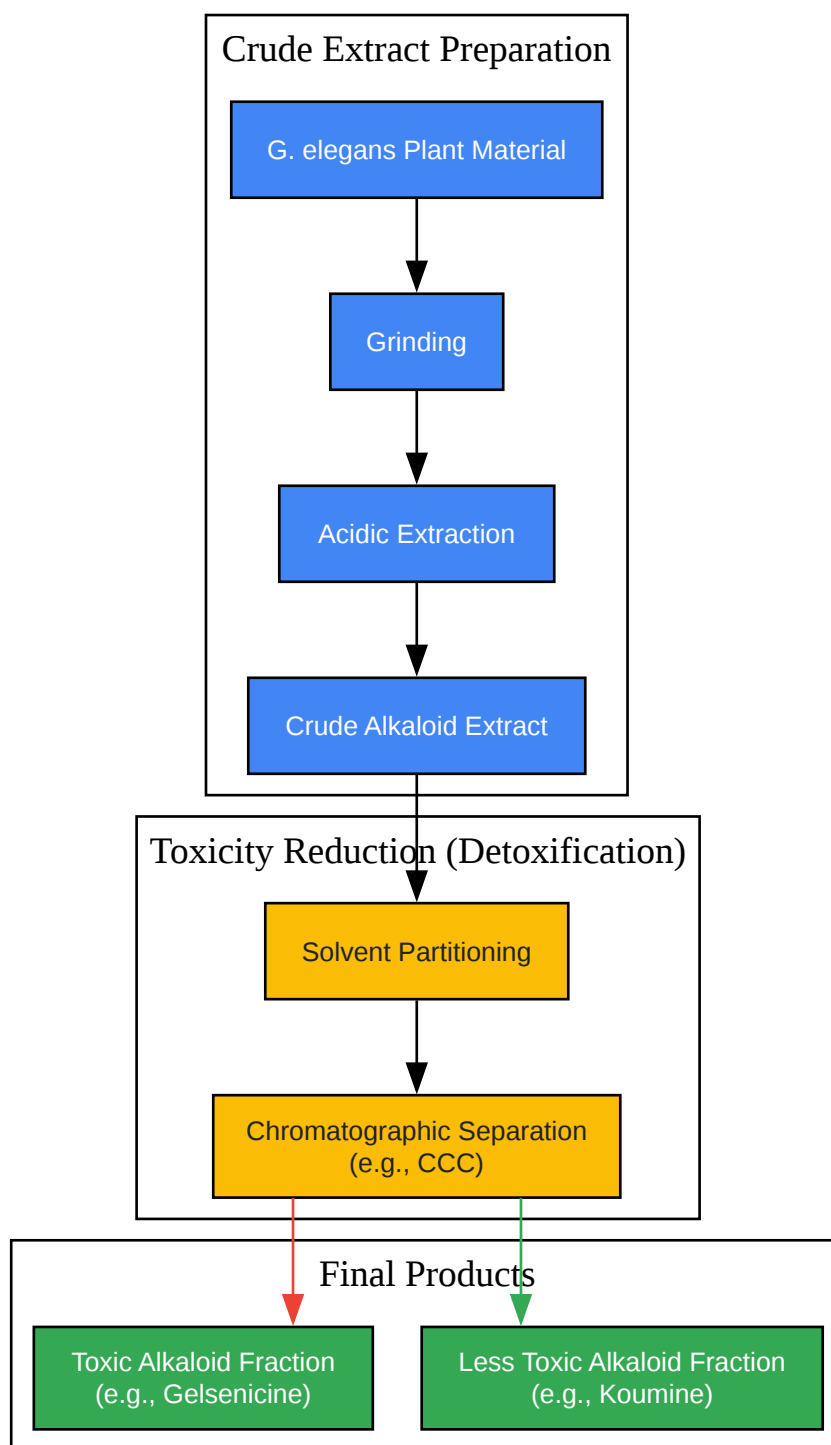 Crude Extract Preparation
G. elegans Plant Material
Grinding
Acidic Extraction
Crude Alkaloid Extract
Toxicity Reduction (Detoxification)
Solvent Partitioning
Chromatographic Separation
(e.g., CCC)
Final Products
Toxic Alkaloid Fraction
(e.g., Gelsenicine)
Less Toxic Alkaloid Fraction
(e.g., Koumine)